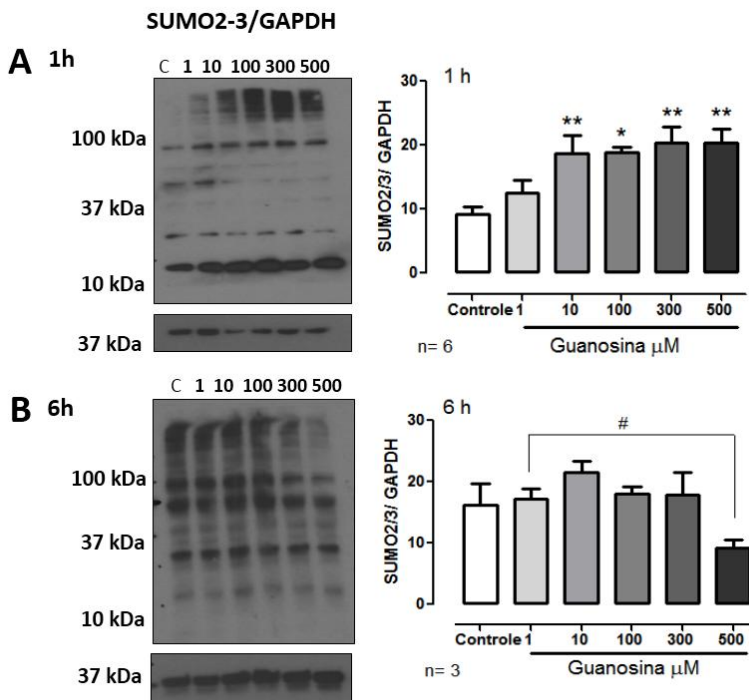 SUMO2-3/GAPDH
A 1h
C 1 10 100 300 500
100 kDa
37 kDa
10 kDa
37 kDa
1 h
SUMO2/3/ GAPDH
30
20
10
0
** * ** **
Controle 1 10 100 300 500
n= 6
Guanosina μM
B 6h
C 1 10 100 300 500
100 kDa
37 kDa
10 kDa
37 kDa
6 h
SUMO2/3/ GAPDH
30
20
10
0
#
Controle 1 10 100 300 500
n= 3
Guanosina μM